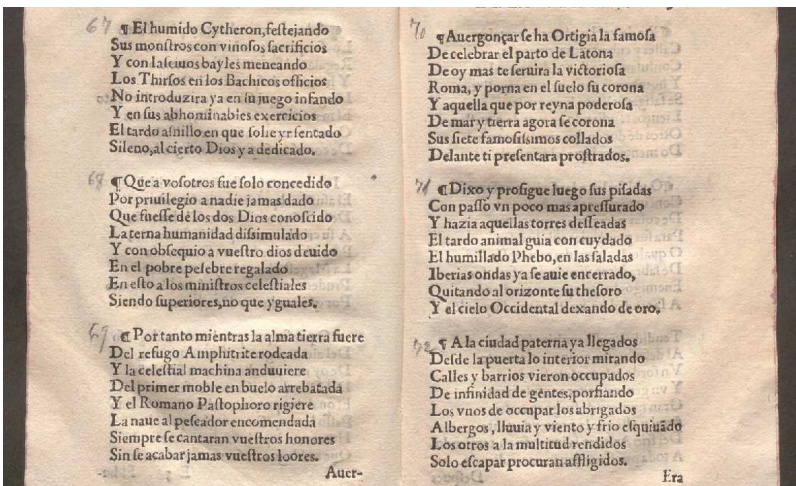 67 ¶ El humido Cytheron, festejando
Sus monstros con vinosos sacrificios
Y con lasciuos bayles meneando
Los Thirsos en los Bachicos officios
No introduzira ya en su juego infando
Y en sus abhominables exercicios
El tardo asnillo en que solie yr sentado
Sileno, al cierto Dios ya dedicado.
68 ¶ Que a vosotros fue solo concedido
Por priuilegio a nadie jamas dado
Que fuesse de los dos Dios conoscido
La terna humanidad dissimulado
Y con obsequio a vuestro dios deuido
En el pobre pesebre regalado
En esto a los ministros celestiales
Siendo superiores, no que yguales.
69 ¶ Por tanto mientras la alma tierra fuere
Del refugo Amphitrite rodeada
Y la celestial machina anduuiere
Del primer moble en buelo arrebatada
Y el Romano Pastophoro rigiere
La naue al pescador encomendada
Siempre se cantaran vuestros honores
Sin se acabar jamas vuestros loores.
Auer-
70 ¶ Auergonçar se ha Ortigia la famosa
De celebrar el parto de Latona
De oy mas te seruira la victoriosa
Roma, y porna en el suelo su corona
Y aquella que por reyna poderosa
De mar y tierra agora se corona
Sus siete famosissimos collados
Delante ti presentara prostrados.
71 ¶ Dixo y prosigue luego sus pisadas
Con passo vn poco mas apressurado
Y hazia aquellas torres desseadas
El tardo animal guia con cuydado
El humillado Phebo, en las saladas
Iberias ondas ya se auie encerrado,
Quitando al orizonte su thesoro
Y el cielo Occidental dexando de oro.
72 ¶ A la ciudad paterna ya llegados
Desde la puerta lo interior mirando
Calles y barrios vieron occupados
De infinidad de gentes, porfiando
Los vnos de occupar los abrigados
Albergos, lluuia y viento y frio esquiuãdo
Los otros a la multitud rendidos
Solo escapar procuran affligidos.
Era